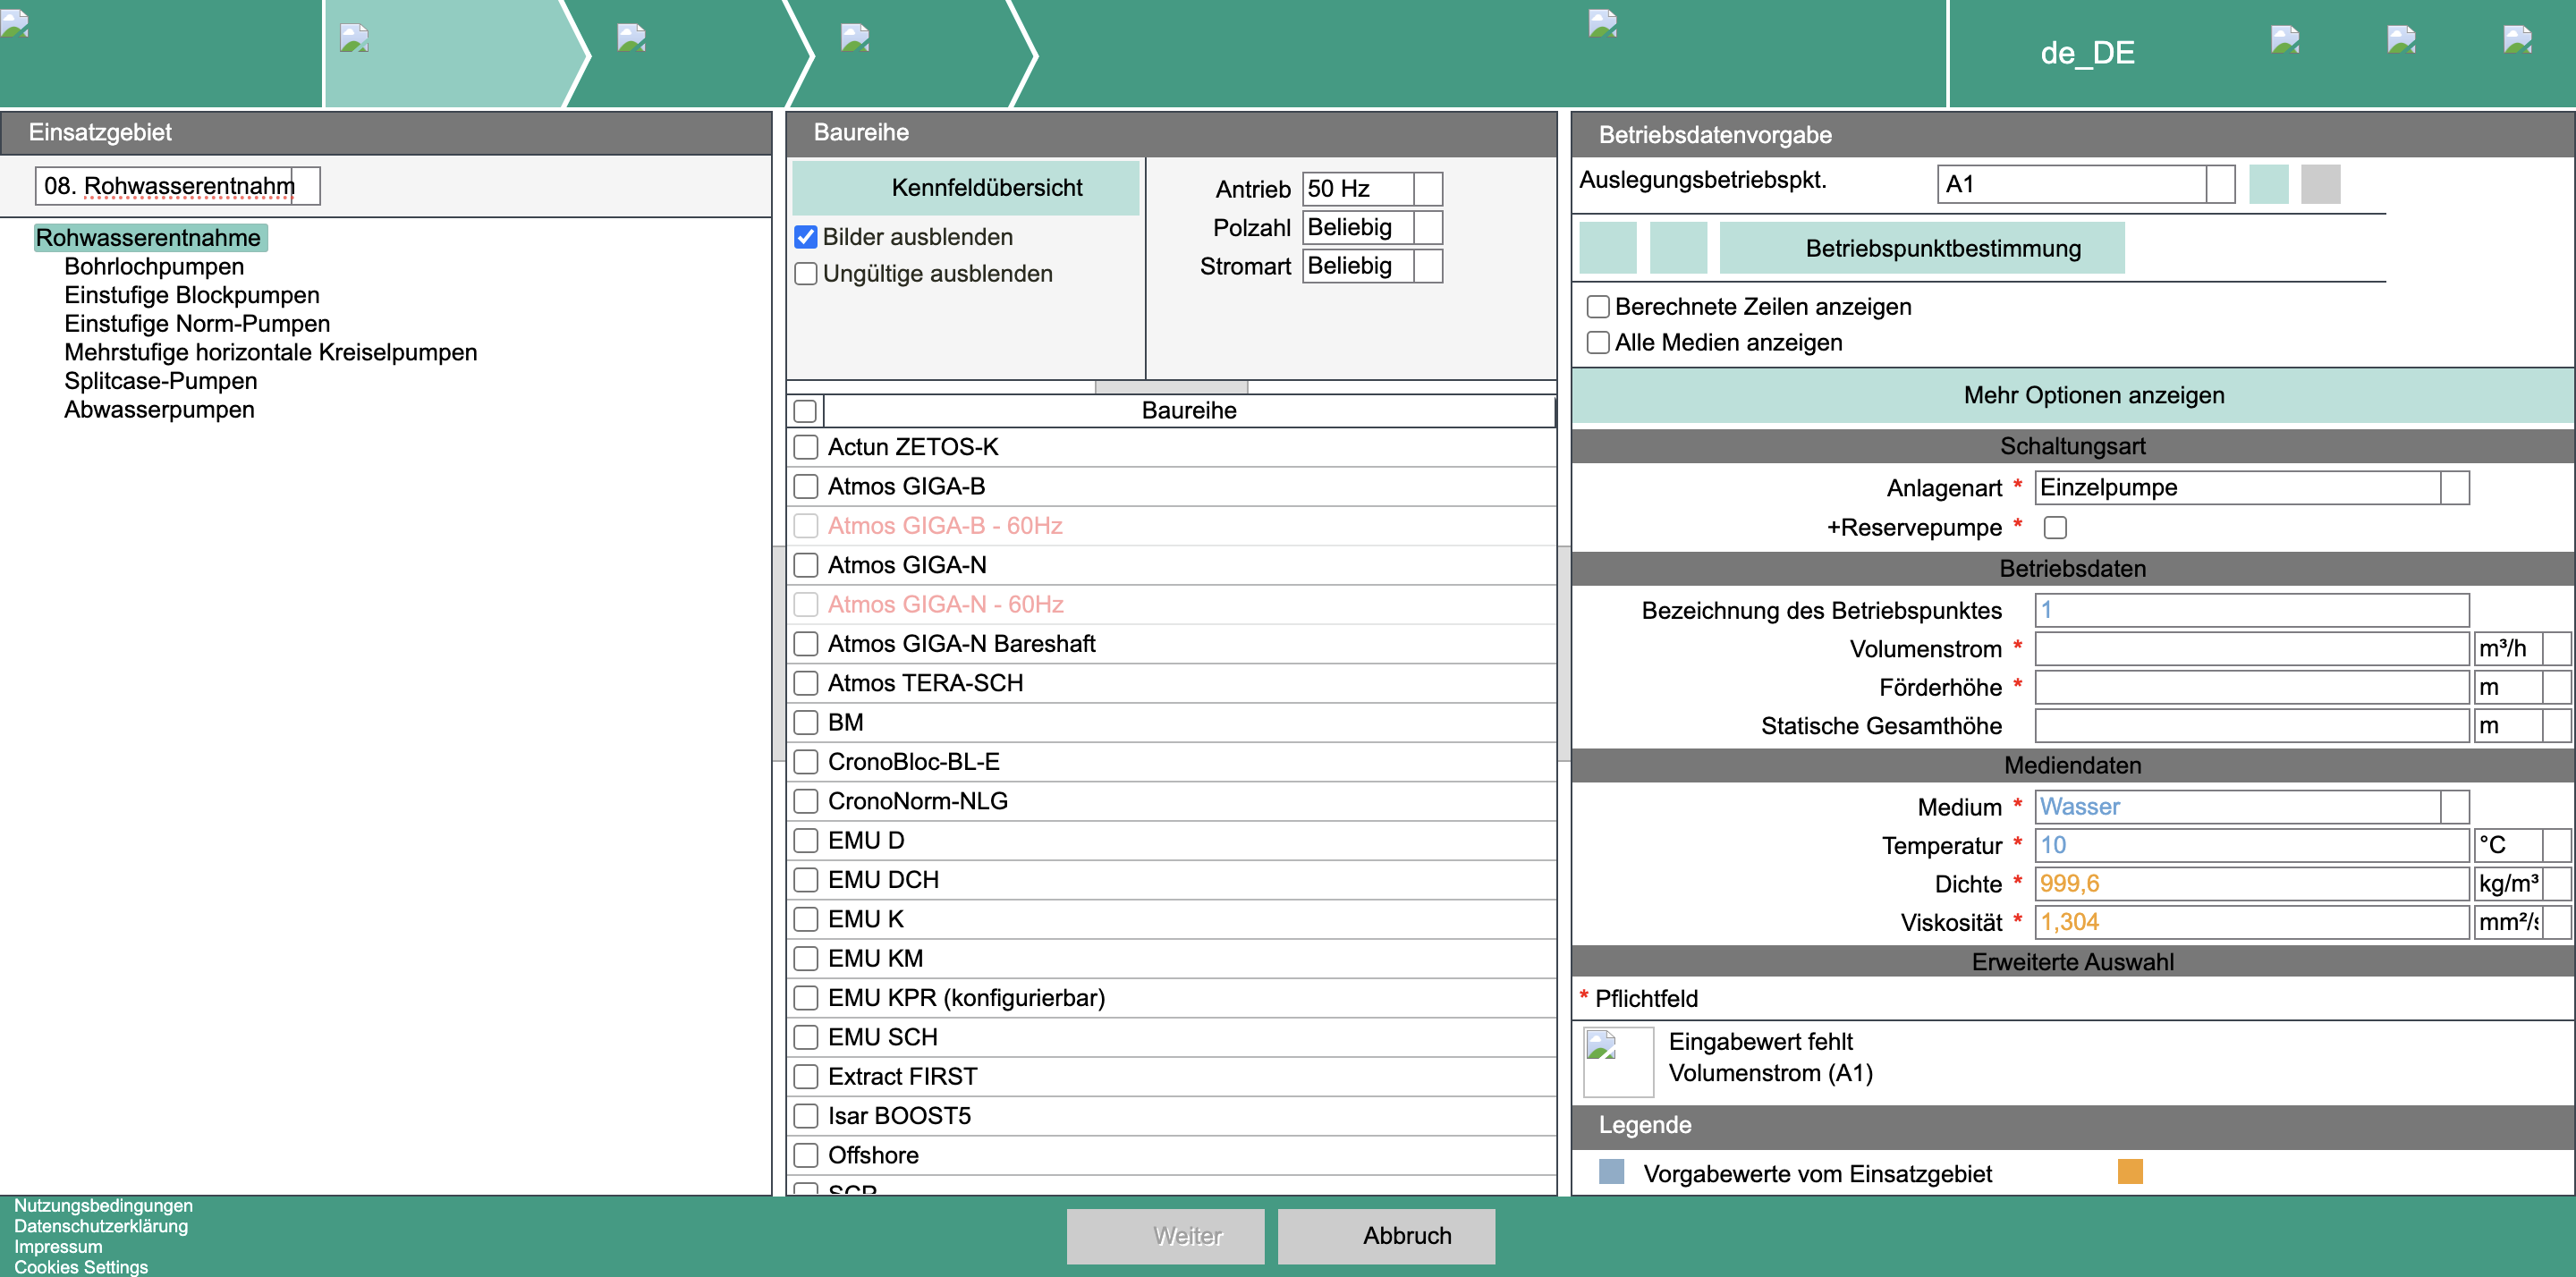 de_DE
Einsatzgebiet
08. Rohwasserentnahm
Rohwasserentnahme
Bohrlochpumpen
Einstufige Blockpumpen
Einstufige Norm-Pumpen
Mehrstufige horizontale Kreiselpumpen
Splitcase-Pumpen
Abwasserpumpen
Baureihe
Kennfeldübersicht
Bilder ausblenden
Ungültige ausblenden
Antrieb 50 Hz
Polzahl Beliebig
Stromart Beliebig
Baureihe
Actun ZETOS-K
Atmos GIGA-B
Atmos GIGA-B - 60Hz
Atmos GIGA-N
Atmos GIGA-N - 60Hz
Atmos GIGA-N Bareshaft
Atmos TERA-SCH
BM
CronoBloc-BL-E
CronoNorm-NLG
EMU D
EMU DCH
EMU K
EMU KM
EMU KPR (konfigurierbar)
EMU SCH
Extract FIRST
Isar BOOST5
Offshore
Betriebsdatenvorgabe
Auslegungsbetriebspkt. A1
Betriebspunktbestimmung
Berechnete Zeilen anzeigen
Alle Medien anzeigen
Mehr Optionen anzeigen
Schaltungsart
Anlagenart * Einzelpumpe
+Reservepumpe *
Betriebsdaten
Bezeichnung des Betriebspunktes 1
Volumenstrom * m³/h
Förderhöhe * m
Statische Gesamthöhe m
Mediendaten
Medium * Wasser
Temperatur * 10 °C
Dichte * 999,6 kg/m³
Viskosität * 1,304 mm²/
Erweiterte Auswahl
* Pflichtfeld
Eingabewert fehlt
Volumenstrom (A1)
Legende
Vorgabewerte vom Einsatzgebiet
Nutzungsbedingungen
Datenschutzerklärung
Impressum
Cookies Settings
Weiter
Abbruch